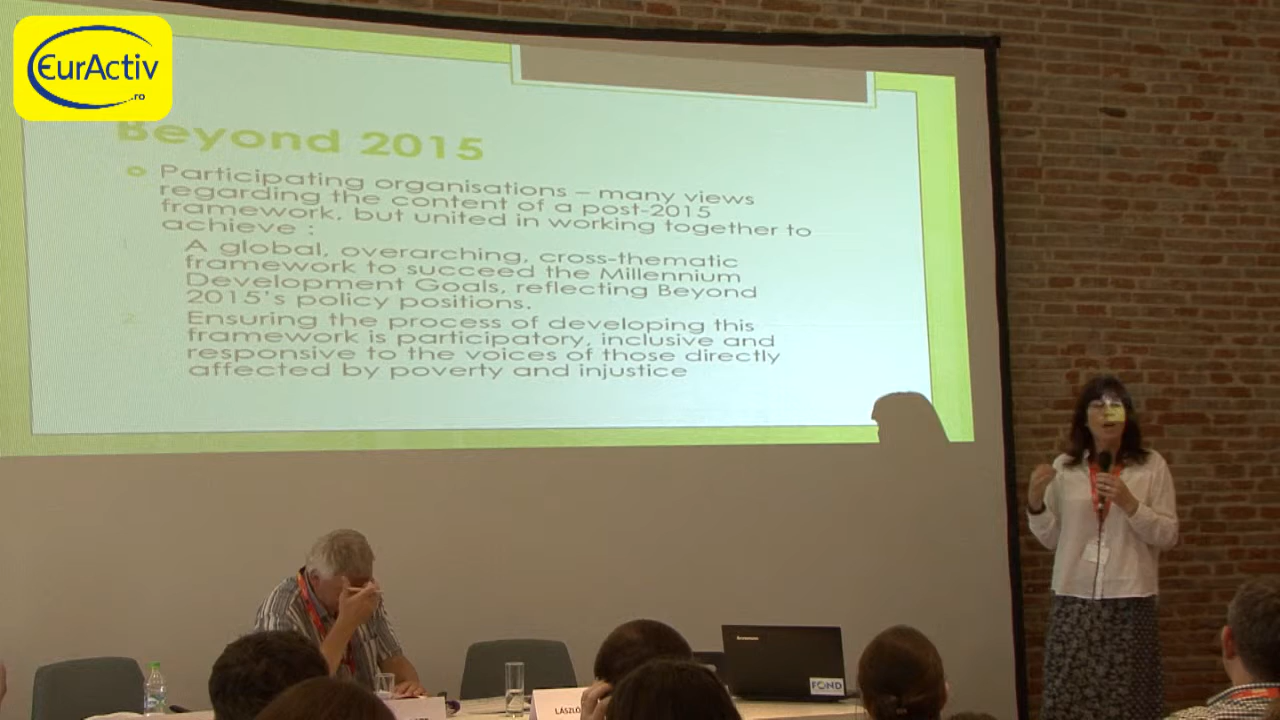 EurActiv
.ro
Beyond 2015
Participating organisations – many views
regarding the content of a post-2015
framework, but united in working together to
achieve :
1. A global, overarching, cross-thematic
framework to succeed the Millennium
Development Goals, reflecting Beyond
2015's policy positions.
2. Ensuring the process of developing this
framework is participatory, inclusive and
responsive to the voices of those directly
affected by poverty and injustice
lenovo
FOND
LÁSZLÓ